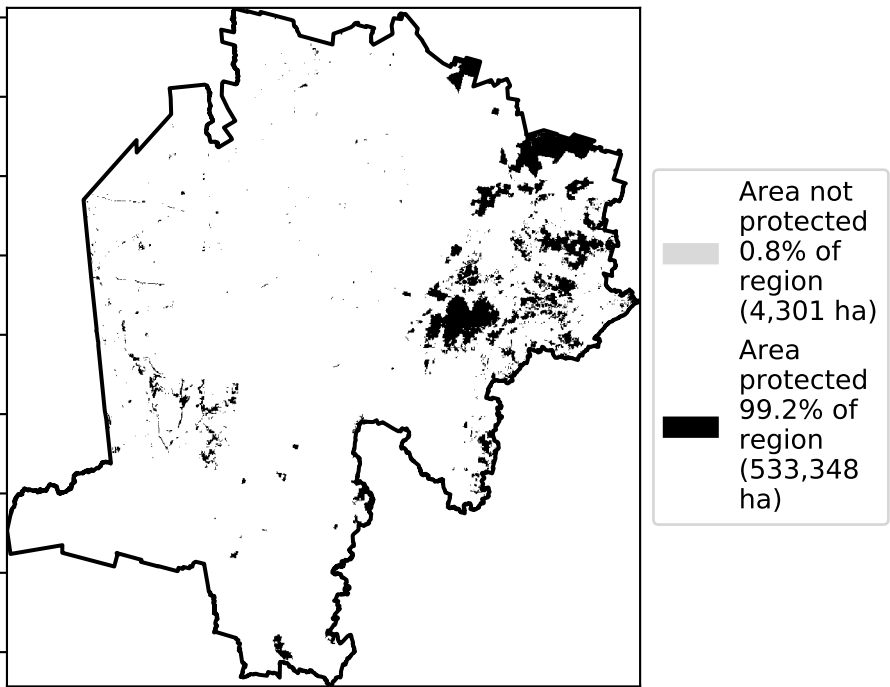 Area not
protected
0.8% of
region
(4,301 ha)
Area
protected
99.2% of
region
(533,348
ha)